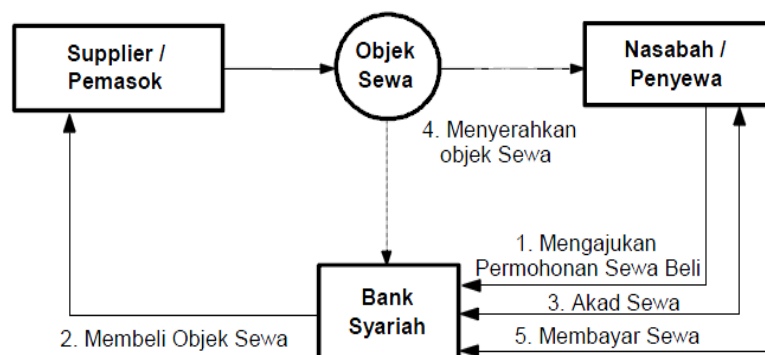 Supplier /
Pemasok
Objek
Sewa
Nasabah /
Penyewa
4. Menyerahkan
objek Sewa
1. Mengajukan
Permohonan Sewa Beli
Bank
Syariah
3. Akad Sewa
2. Membeli Objek Sewa
5. Membayar Sewa